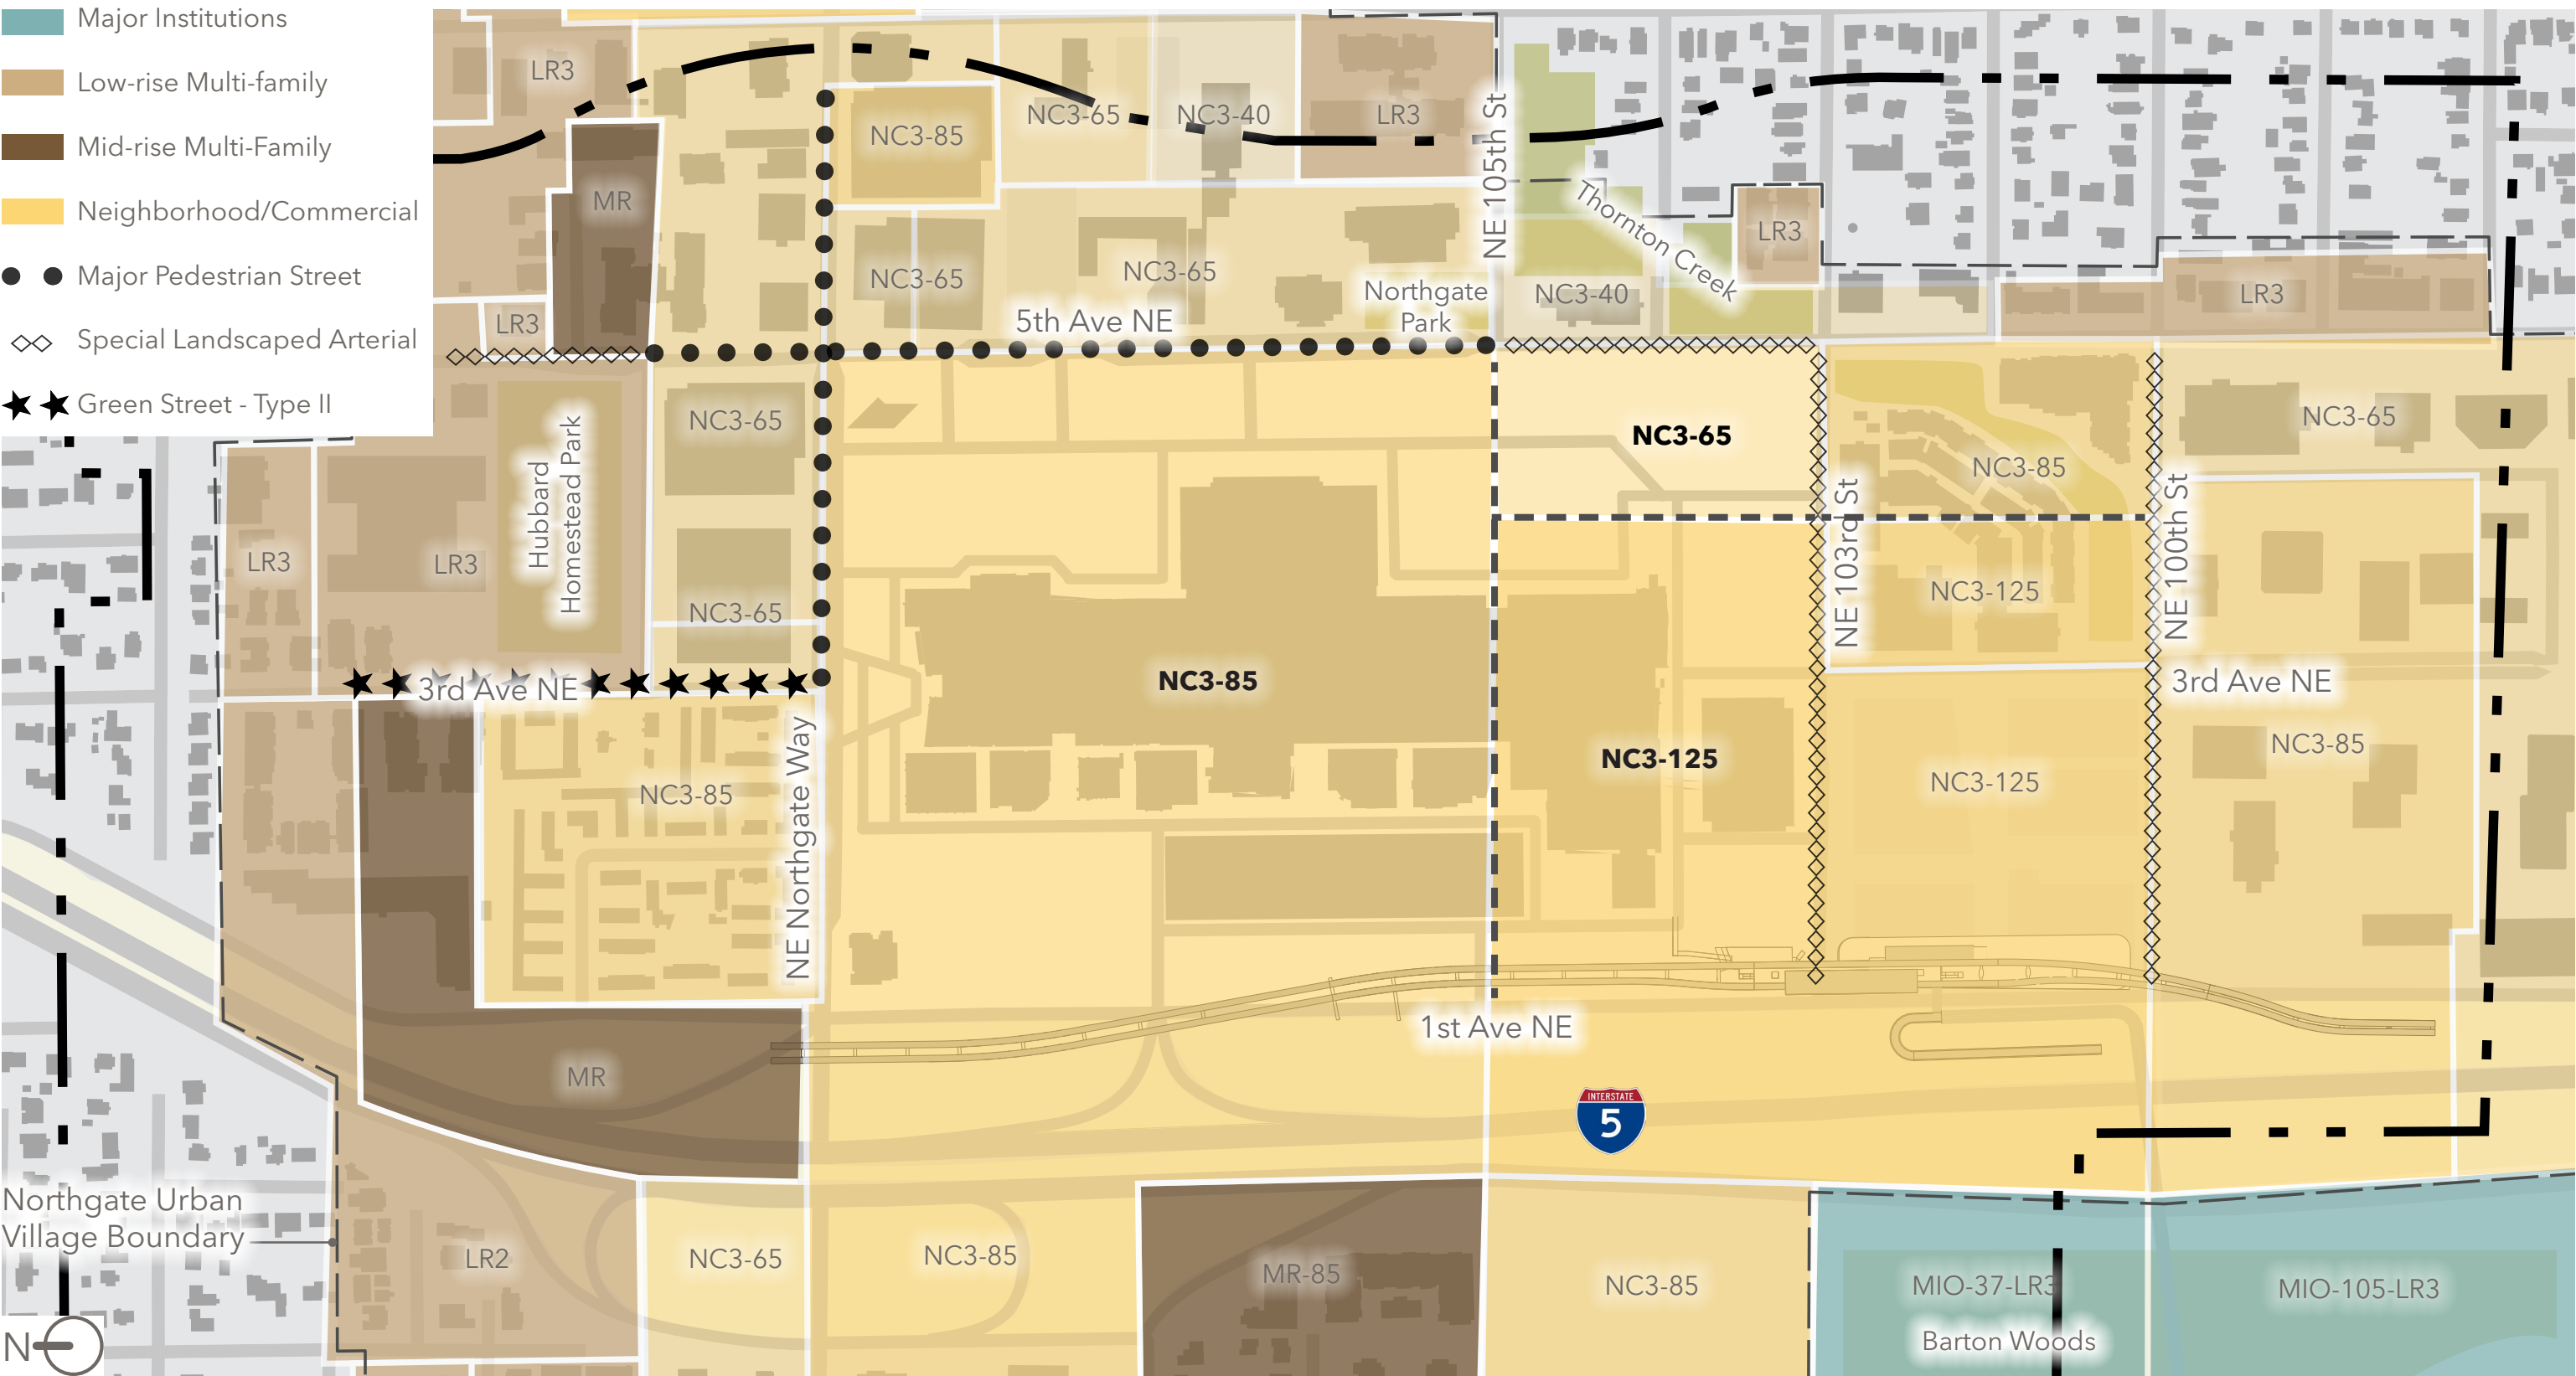 Major Institutions
Low-rise Multi-family
Mid-rise Multi-Family
Neighborhood/Commercial
Major Pedestrian Street
Special Landscaped Arterial
Green Street - Type II
LR3
MR
LR3
NC3-85
NC3-65
NC3-40
LR3
NE 105th St
NC3-65
NC3-65
5th Ave NE
Northgate
Park
NC3-40
Thornton Creek
LR3
LR3
Hubbard
Homestead Park
NC3-65
NC3-65
LR3
LR3
3rd Ave NE
NC3-85
NE Northgate Way
NC3-85
NC3-65
NC3-125
NE 103rd St
NC3-85
NC3-125
NC3-125
NE 100th St
NC3-65
3rd Ave NE
NC3-85
1st Ave NE
INTERSTATE
5
MR
Northgate Urban
Village Boundary
LR2
NC3-65
NC3-85
MR-85
NC3-85
MIO-37-LR3
Barton Woods
MIO-105-LR3
N